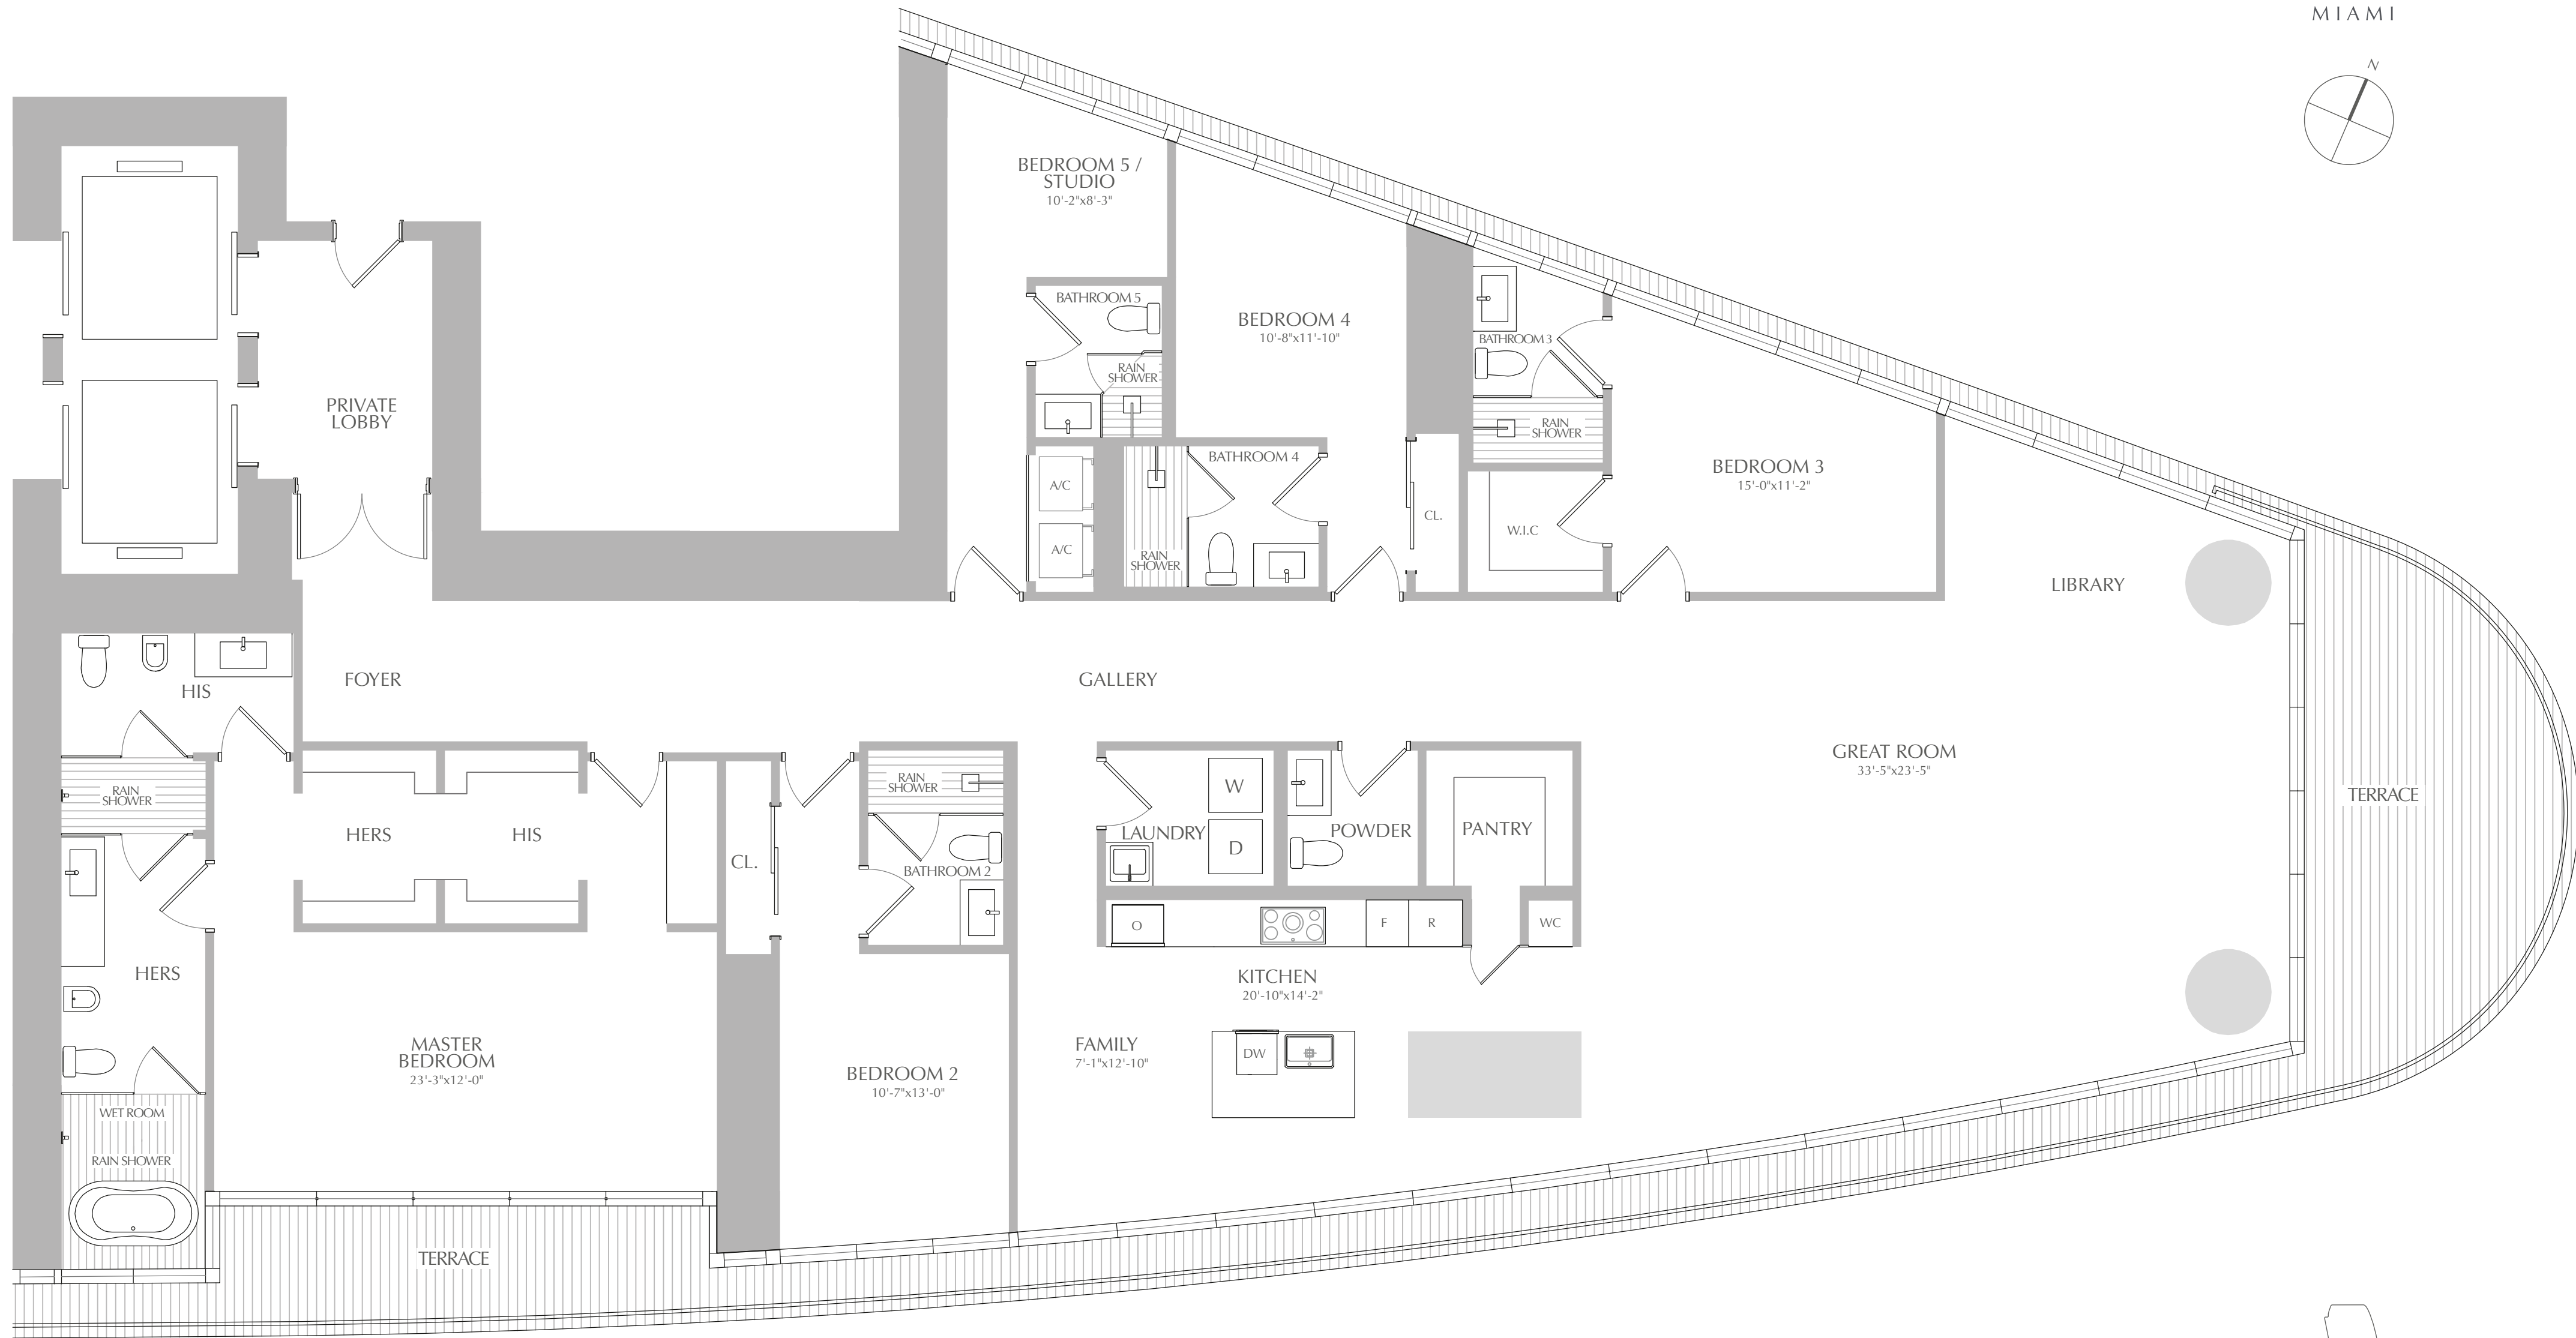 MIAMI
N
BEDROOM 5 /
STUDIO
10'-2"x8'-3"
BATHROOM 5
RAIN
SHOWER
BEDROOM 4
10'-8"x11'-10"
BATHROOM 3
RAIN
SHOWER
PRIVATE
LOBBY
BATHROOM 4
RAIN
SHOWER
A/C
A/C
CL.
W.I.C
BEDROOM 3
15'-0"x11'-2"
LIBRARY
HIS
FOYER
GALLERY
GREAT ROOM
33'-5"x23'-5"
TERRACE
RAIN
SHOWER
HERS
HIS
CL.
RAIN
SHOWER
BATHROOM 2
LAUNDRY
W
D
POWDER
PANTRY
O
F
R
WC
HERS
KITCHEN
20'-10"x14'-2"
MASTER
BEDROOM
23'-3"x12'-0"
BEDROOM 2
10'-7"x13'-0"
FAMILY
7'-1"x12'-10"
DW
WET ROOM
RAIN SHOWER
TERRACE